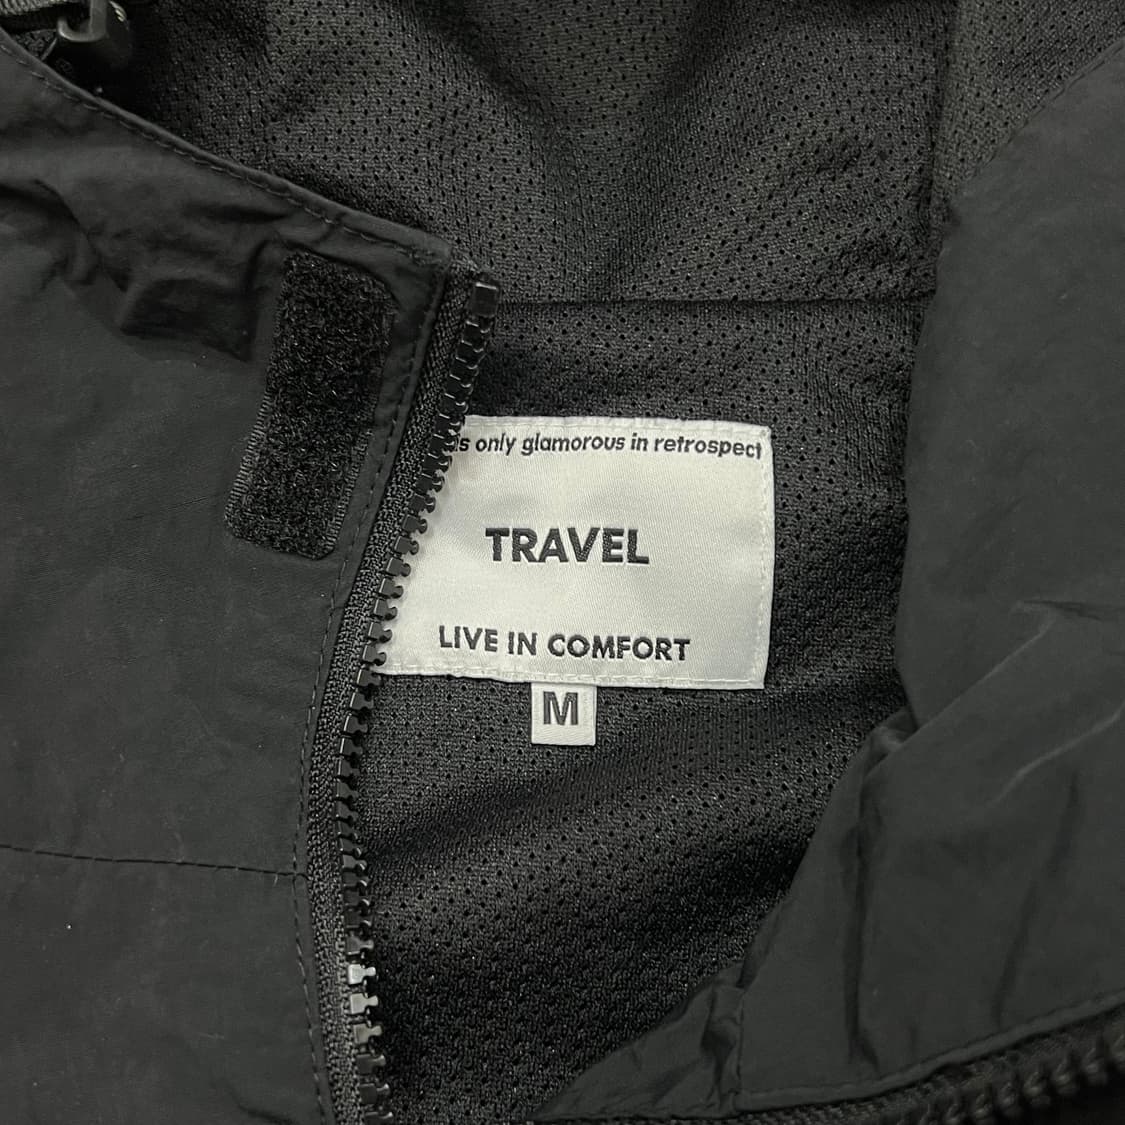 only glamorous in retrospect
TRAVEL
LIVE IN COMFORT
M